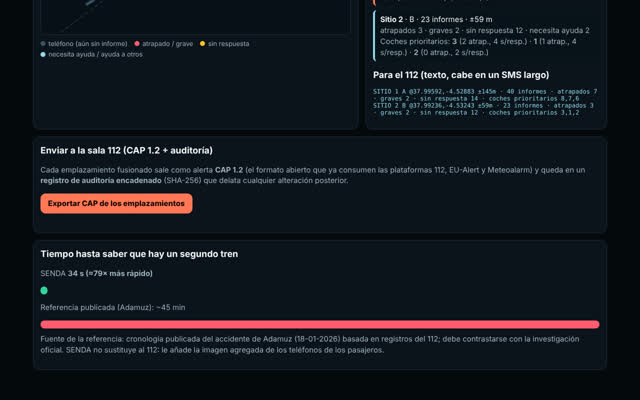 teléfono (aún sin informe) atrapado / grave sin respuesta
necesita ayuda / ayuda a otros
Sitio 2 · B · 23 informes · ±59 m
atrapados 3 · graves 2 · sin respuesta 12 · necesita ayuda 2
Coches prioritarios: 3 (2 atrap., 4 s/resp.) · 1 (1 atrap., 4
s/resp.) · 2 (0 atrap., 2 s/resp.)
Para el 112 (texto, cabe en un SMS largo)
SITIO 1 A @37.99592,-4.52883 ±145m · 40 informes · atrapados 7
· graves 2 · sin respuesta 14 · coches prioritarios 8,7,6
SITIO 2 B @37.99236,-4.53243 ±59m · 23 informes · atrapados 3
· graves 2 · sin respuesta 12 · coches prioritarios 3,1,2
Enviar a la sala 112 (CAP 1.2 + auditoría)
Cada emplazamiento fusionado sale como alerta CAP 1.2 (el formato abierto que ya consumen las plataformas 112, EU-Alert y Meteoalarm) y queda en un
registro de auditoría encadenado (SHA-256) que delata cualquier alteración posterior.
Exportar CAP de los emplazamientos
Tiempo hasta saber que hay un segundo tren
SENDA 34 s (≈79× más rápido)
Referencia publicada (Adamuz): ~45 min
Fuente de la referencia: cronología publicada del accidente de Adamuz (18-01-2026) basada en registros del 112; debe contrastarse con la investigación
oficial. SENDA no sustituye al 112: le añade la imagen agregada de los teléfonos de los pasajeros.